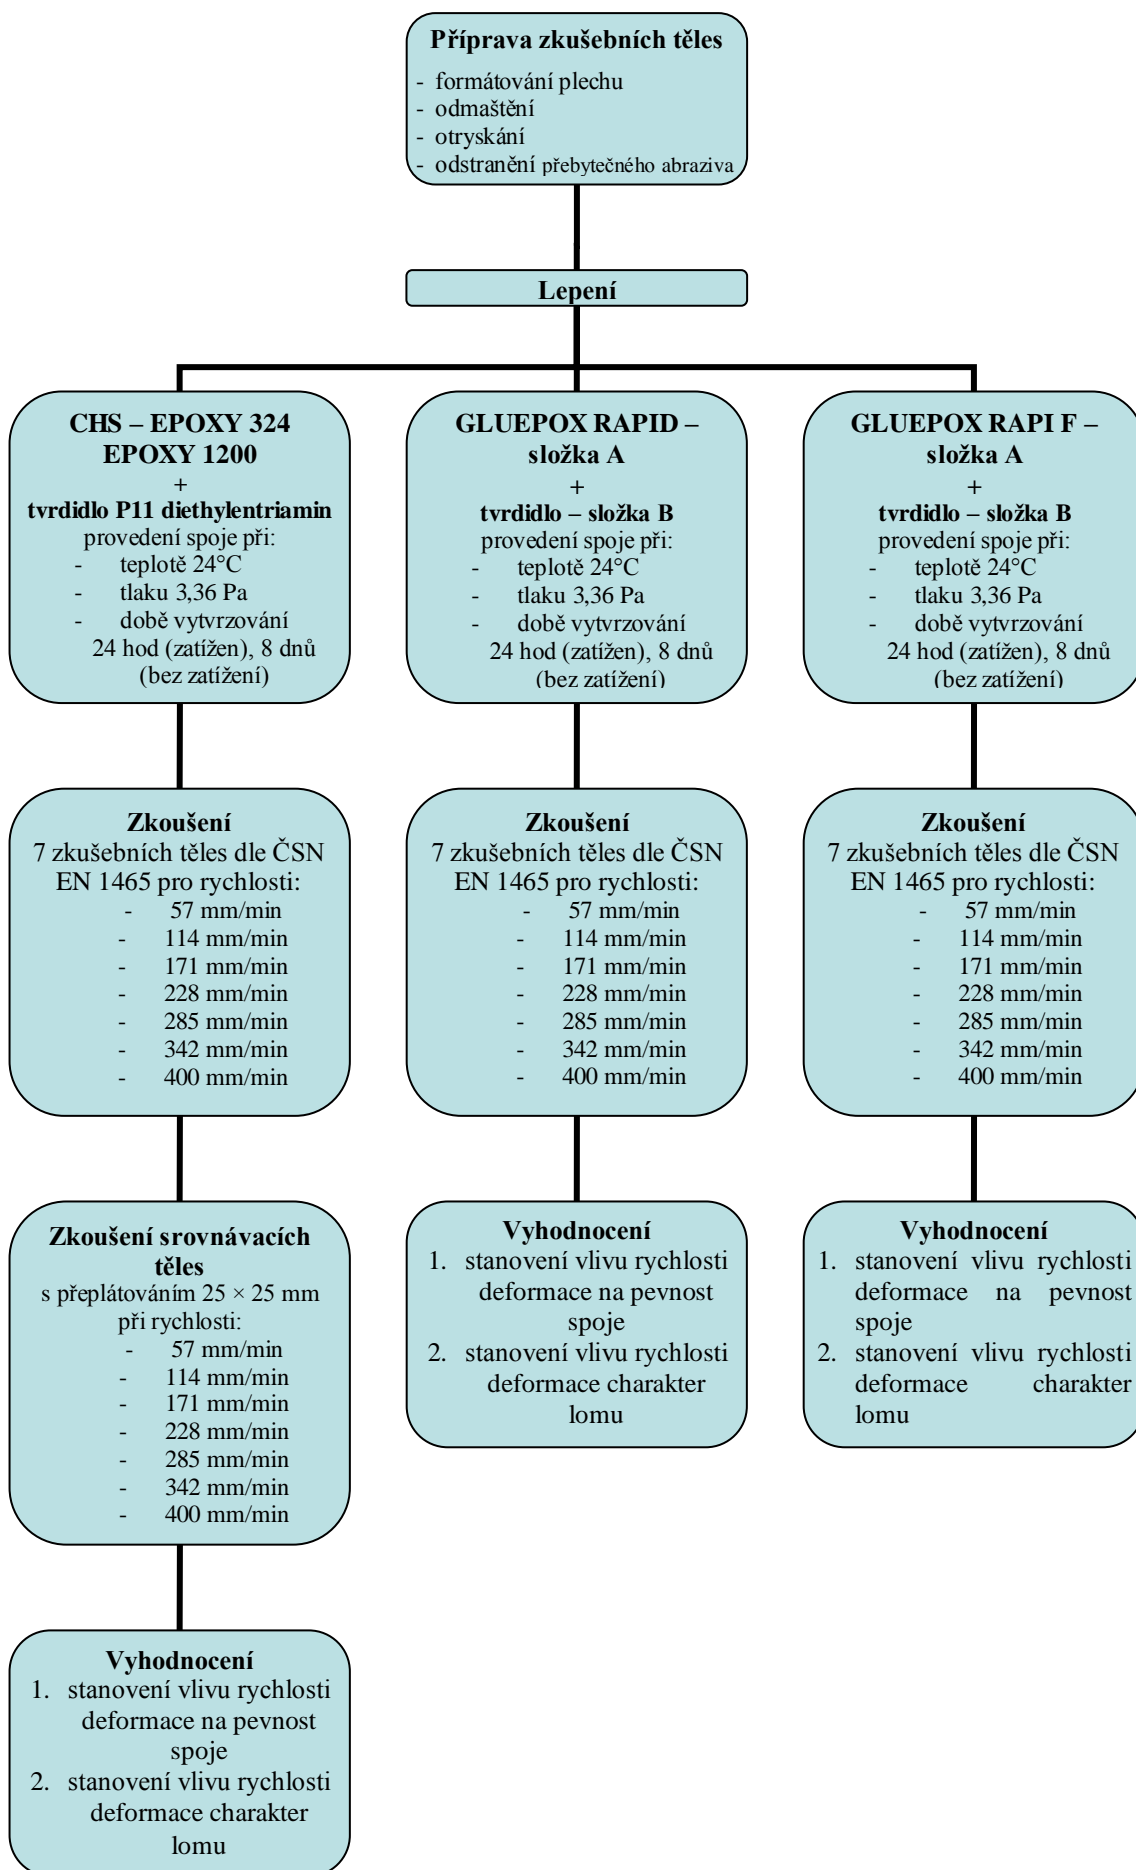 Příprava zkušebních těles
- formátování plechu
- odmaštění
- otryskání
- odstranění přebytečného abraziva
Lepení
CHS – EPOXY 324
EPOXY 1200
+
tvrdidlo P11 diethylentriamin
provedení spoje při:
- teplotě 24°C
- tlaku 3,36 Pa
- době vytvrzování
24 hod (zatížen), 8 dnů
(bez zatížení)
GLUEPOX RAPID –
složka A
+
tvrdidlo – složka B
provedení spoje při:
- teplotě 24°C
- tlaku 3,36 Pa
- době vytvrzování
24 hod (zatížen), 8 dnů
(bez zatížení)
GLUEPOX RAPI F –
složka A
+
tvrdidlo – složka B
provedení spoje při:
- teplotě 24°C
- tlaku 3,36 Pa
- době vytvrzování
24 hod (zatížen), 8 dnů
(bez zatížení)
Zkoušení
7 zkušebních těles dle ČSN
EN 1465 pro rychlosti:
- 57 mm/min
- 114 mm/min
- 171 mm/min
- 228 mm/min
- 285 mm/min
- 342 mm/min
- 400 mm/min
Zkoušení
7 zkušebních těles dle ČSN
EN 1465 pro rychlosti:
- 57 mm/min
- 114 mm/min
- 171 mm/min
- 228 mm/min
- 285 mm/min
- 342 mm/min
- 400 mm/min
Zkoušení
7 zkušebních těles dle ČSN
EN 1465 pro rychlosti:
- 57 mm/min
- 114 mm/min
- 171 mm/min
- 228 mm/min
- 285 mm/min
- 342 mm/min
- 400 mm/min
Zkoušení srovnávacích
těles
s přeplátováním 25 × 25 mm
při rychlosti:
- 57 mm/min
- 114 mm/min
- 171 mm/min
- 228 mm/min
- 285 mm/min
- 342 mm/min
- 400 mm/min
Vyhodnocení
1. stanovení vlivu rychlosti
deformace na pevnost
spoje
2. stanovení vlivu rychlosti
deformace charakter
lomu
Vyhodnocení
1. stanovení vlivu rychlosti
deformace na pevnost
spoje
2. stanovení vlivu rychlosti
deformace charakter
lomu
Vyhodnocení
1. stanovení vlivu rychlosti
deformace na pevnost
spoje
2. stanovení vlivu rychlosti
deformace charakter
lomu